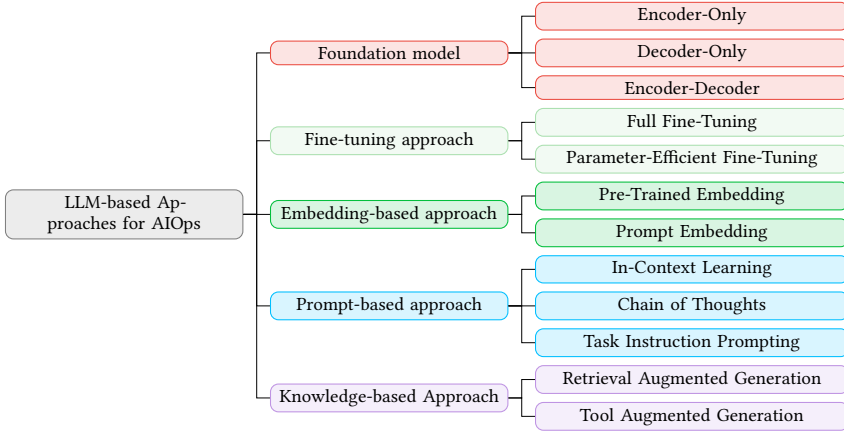 LLM-based Ap-
proaches for AIOps
Foundation model
Encoder-Only
Decoder-Only
Encoder-Decoder
Fine-tuning approach
Full Fine-Tuning
Parameter-Efficient Fine-Tuning
Embedding-based approach
Pre-Trained Embedding
Prompt Embedding
Prompt-based approach
In-Context Learning
Chain of Thoughts
Task Instruction Prompting
Knowledge-based Approach
Retrieval Augmented Generation
Tool Augmented Generation